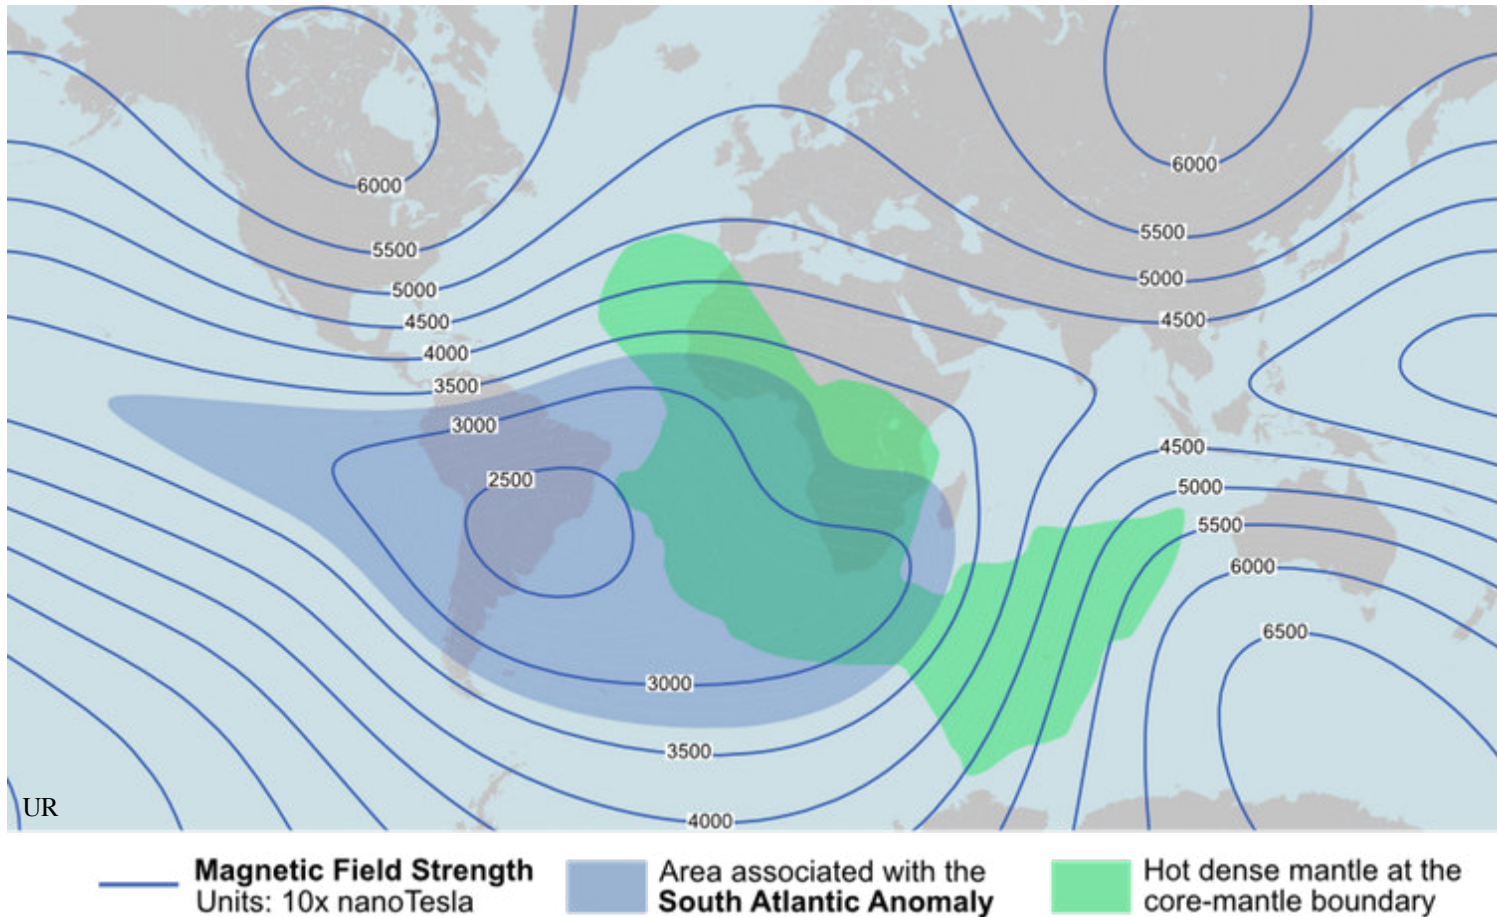 6000
6000
5500
5500
5000
5000
4500
4500
4000
3500
3000
4500
2500
5000
5500
6000
6500
3000
3500
UR
4000
Magnetic Field Strength
Units: 10x nanoTesla
Area associated with the
South Atlantic Anomaly
Hot dense mantle at the
core-mantle boundary